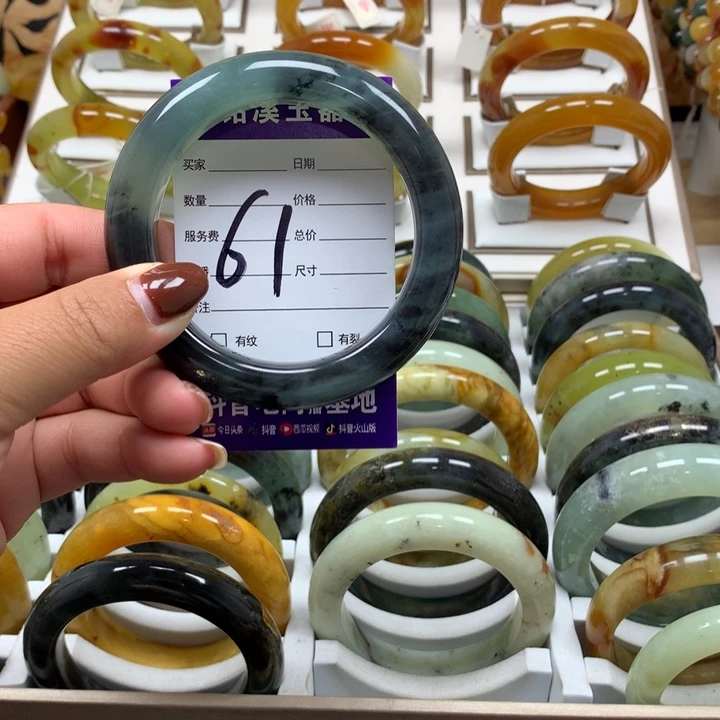 溪玉器
买家 日期
数量 价格
服务费 总价
尺寸
61
注
有纹 有裂
抖音 基地
今日头条 抖音 西瓜视频 抖音火山版